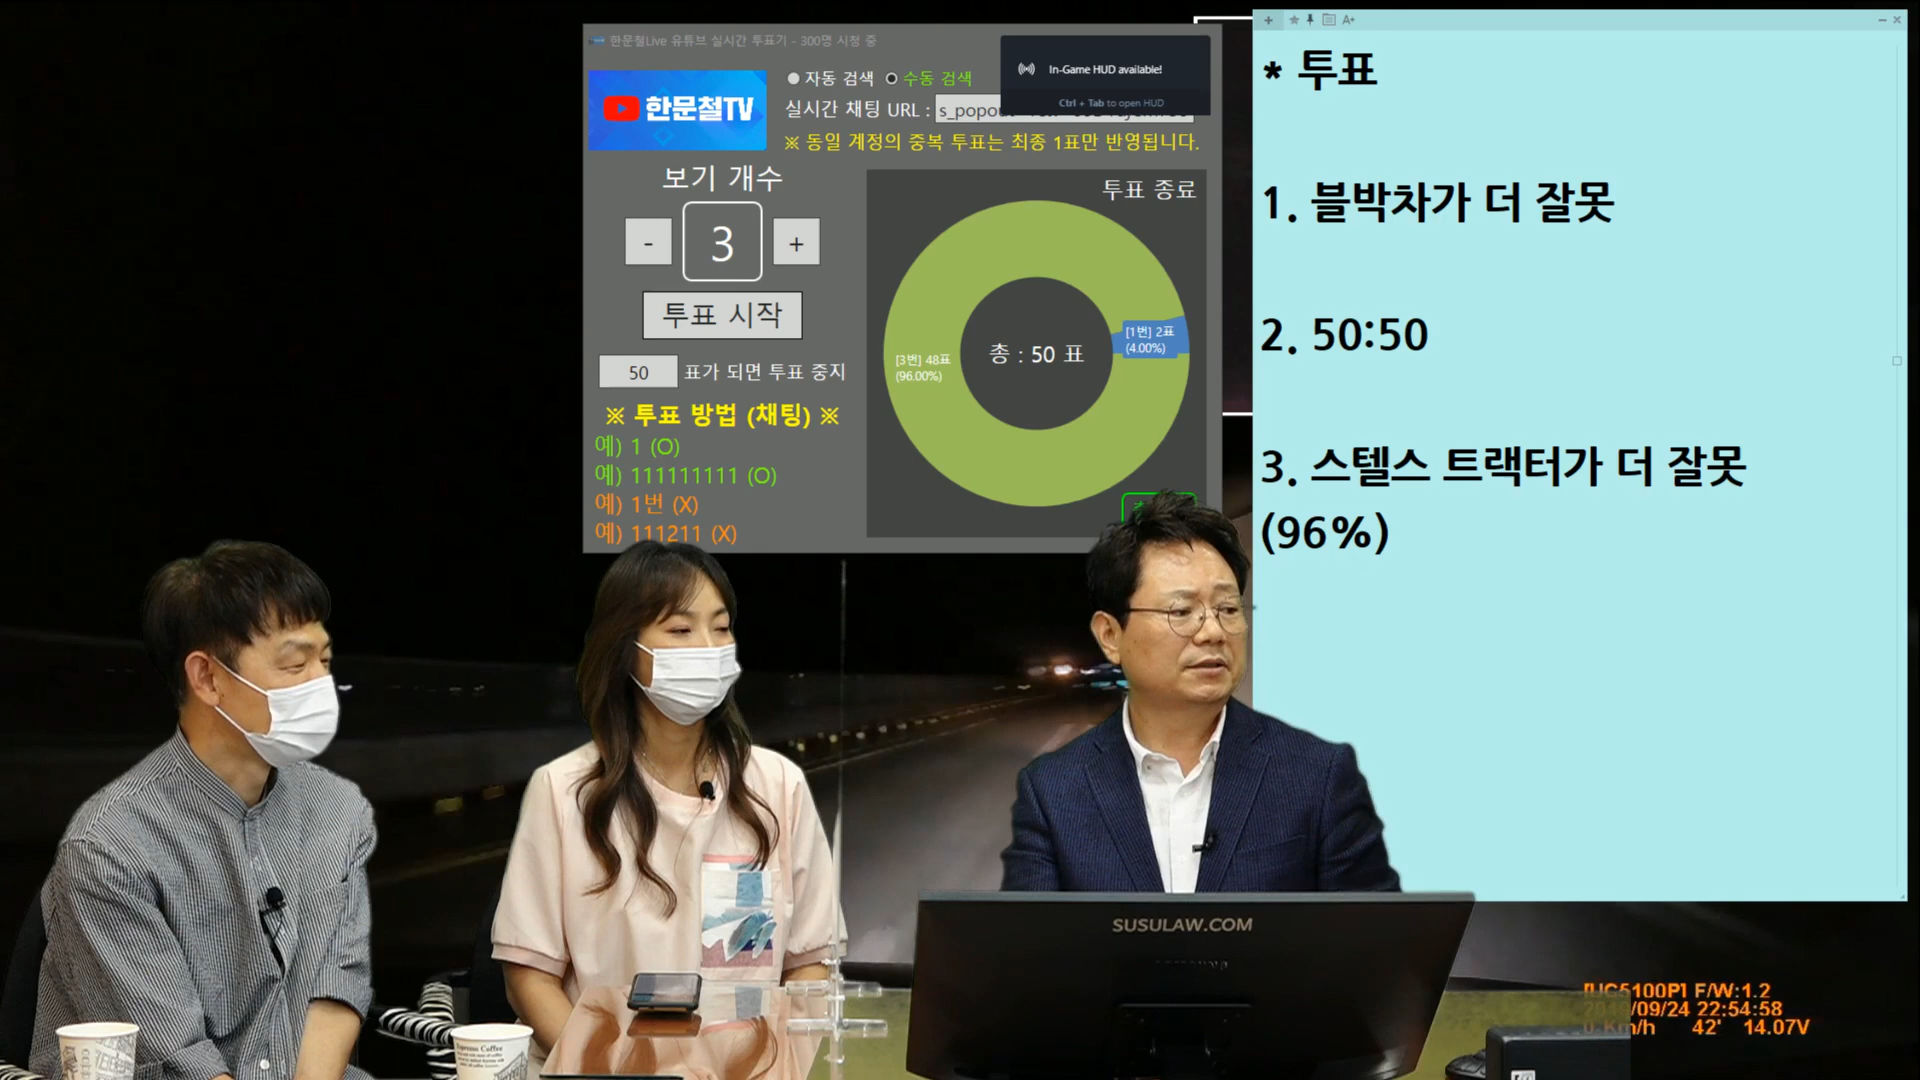 한문철Live 유튜브 실시간 투표기 - 300명 시청 중
한문철TV
자동 검색 수동 검색
실시간 채팅 URL :
※ 동일 계정의 중복 투표는 최종 1표만 반영됩니다.
In-Game HUD available!
Ctrl + Tab to open HUD
보기 개수
- 3 +
투표 시작
50 표가 되면 투표 중지
※ 투표 방법 (채팅) ※
예) 1 (O)
예) 111111111 (O)
예) 1번 (X)
예) 111211 (X)
투표 종료
[1번] 2표
(4.00%)
총 : 50 표
[3번] 48표
(96.00%)
* 투표
1. 블박차가 더 잘못
2. 50:50
3. 스텔스 트랙터가 더 잘못
(96%)
SUSULAW.COM
Espresso Coffee
F/W:1.2
2019/09/24 22:54:58
42' 14.07V